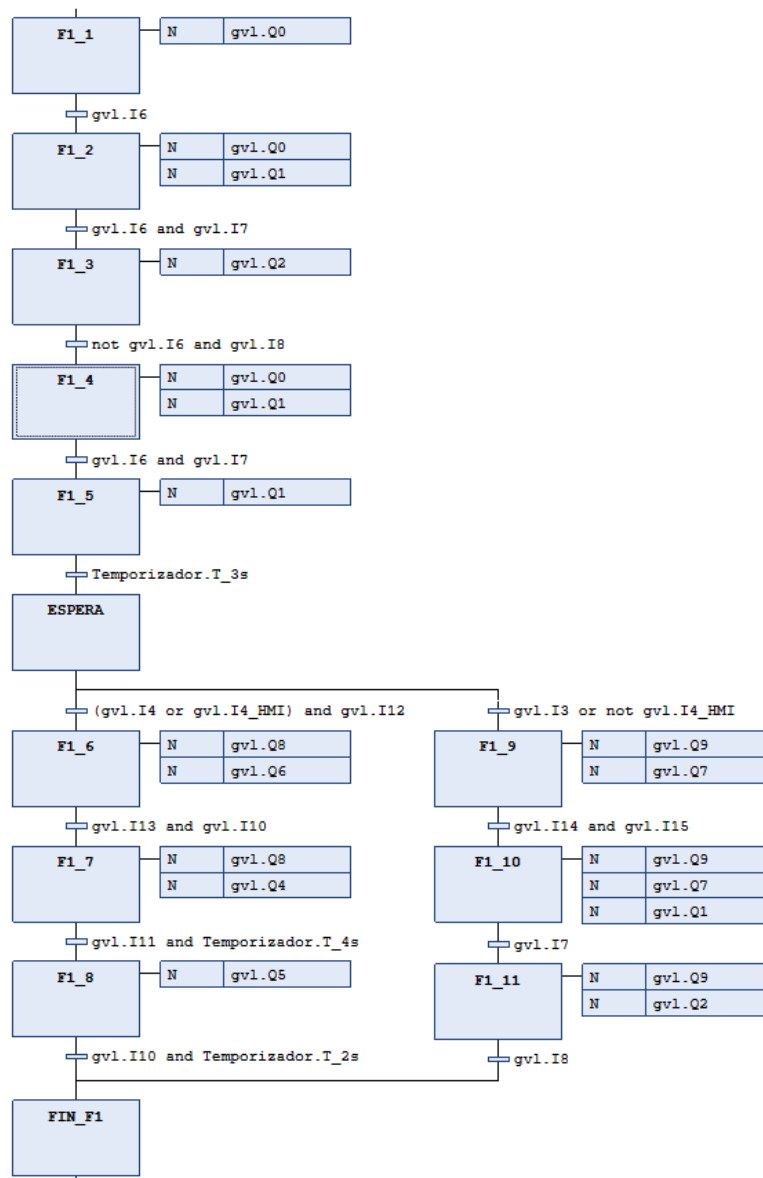 F1_1 N gvl.Q0
gvl.I6
F1_2 N gvl.Q0
N gvl.Q1
gvl.I6 and gvl.I7
F1_3 N gvl.Q2
not gvl.I6 and gvl.I8
F1_4 N gvl.Q0
N gvl.Q1
gvl.I6 and gvl.I7
F1_5 N gvl.Q1
Temporizador.T_3s
ESPERA
(gvl.I4 or gvl.I4_HMI) and gvl.I12 gvl.I3 or not gvl.I4_HMI
F1_6 N gvl.Q8 F1_9 N gvl.Q9
N gvl.Q6 N gvl.Q7
gvl.I13 and gvl.I10 gvl.I14 and gvl.I15
F1_7 N gvl.Q8 F1_10 N gvl.Q9
N gvl.Q4 N gvl.Q7
N gvl.Q1
gvl.I11 and Temporizador.T_4s gvl.I7
F1_8 N gvl.Q5 F1_11 N gvl.Q9
N gvl.Q2
gvl.I10 and Temporizador.T_2s gvl.I8
FIN_F1